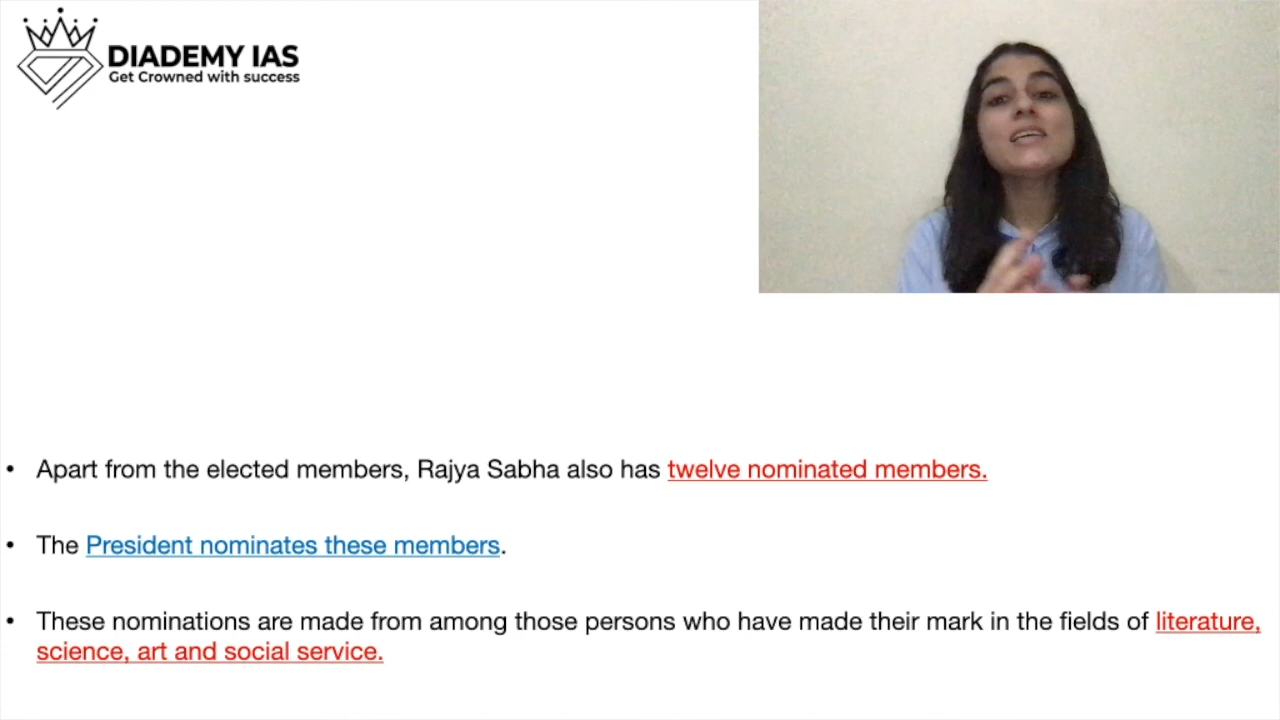 DIADEMY IAS
Get Crowned with success
• Apart from the elected members, Rajya Sabha also has twelve nominated members.
• The President nominates these members.
• These nominations are made from among those persons who have made their mark in the fields of literature,
science, art and social service.